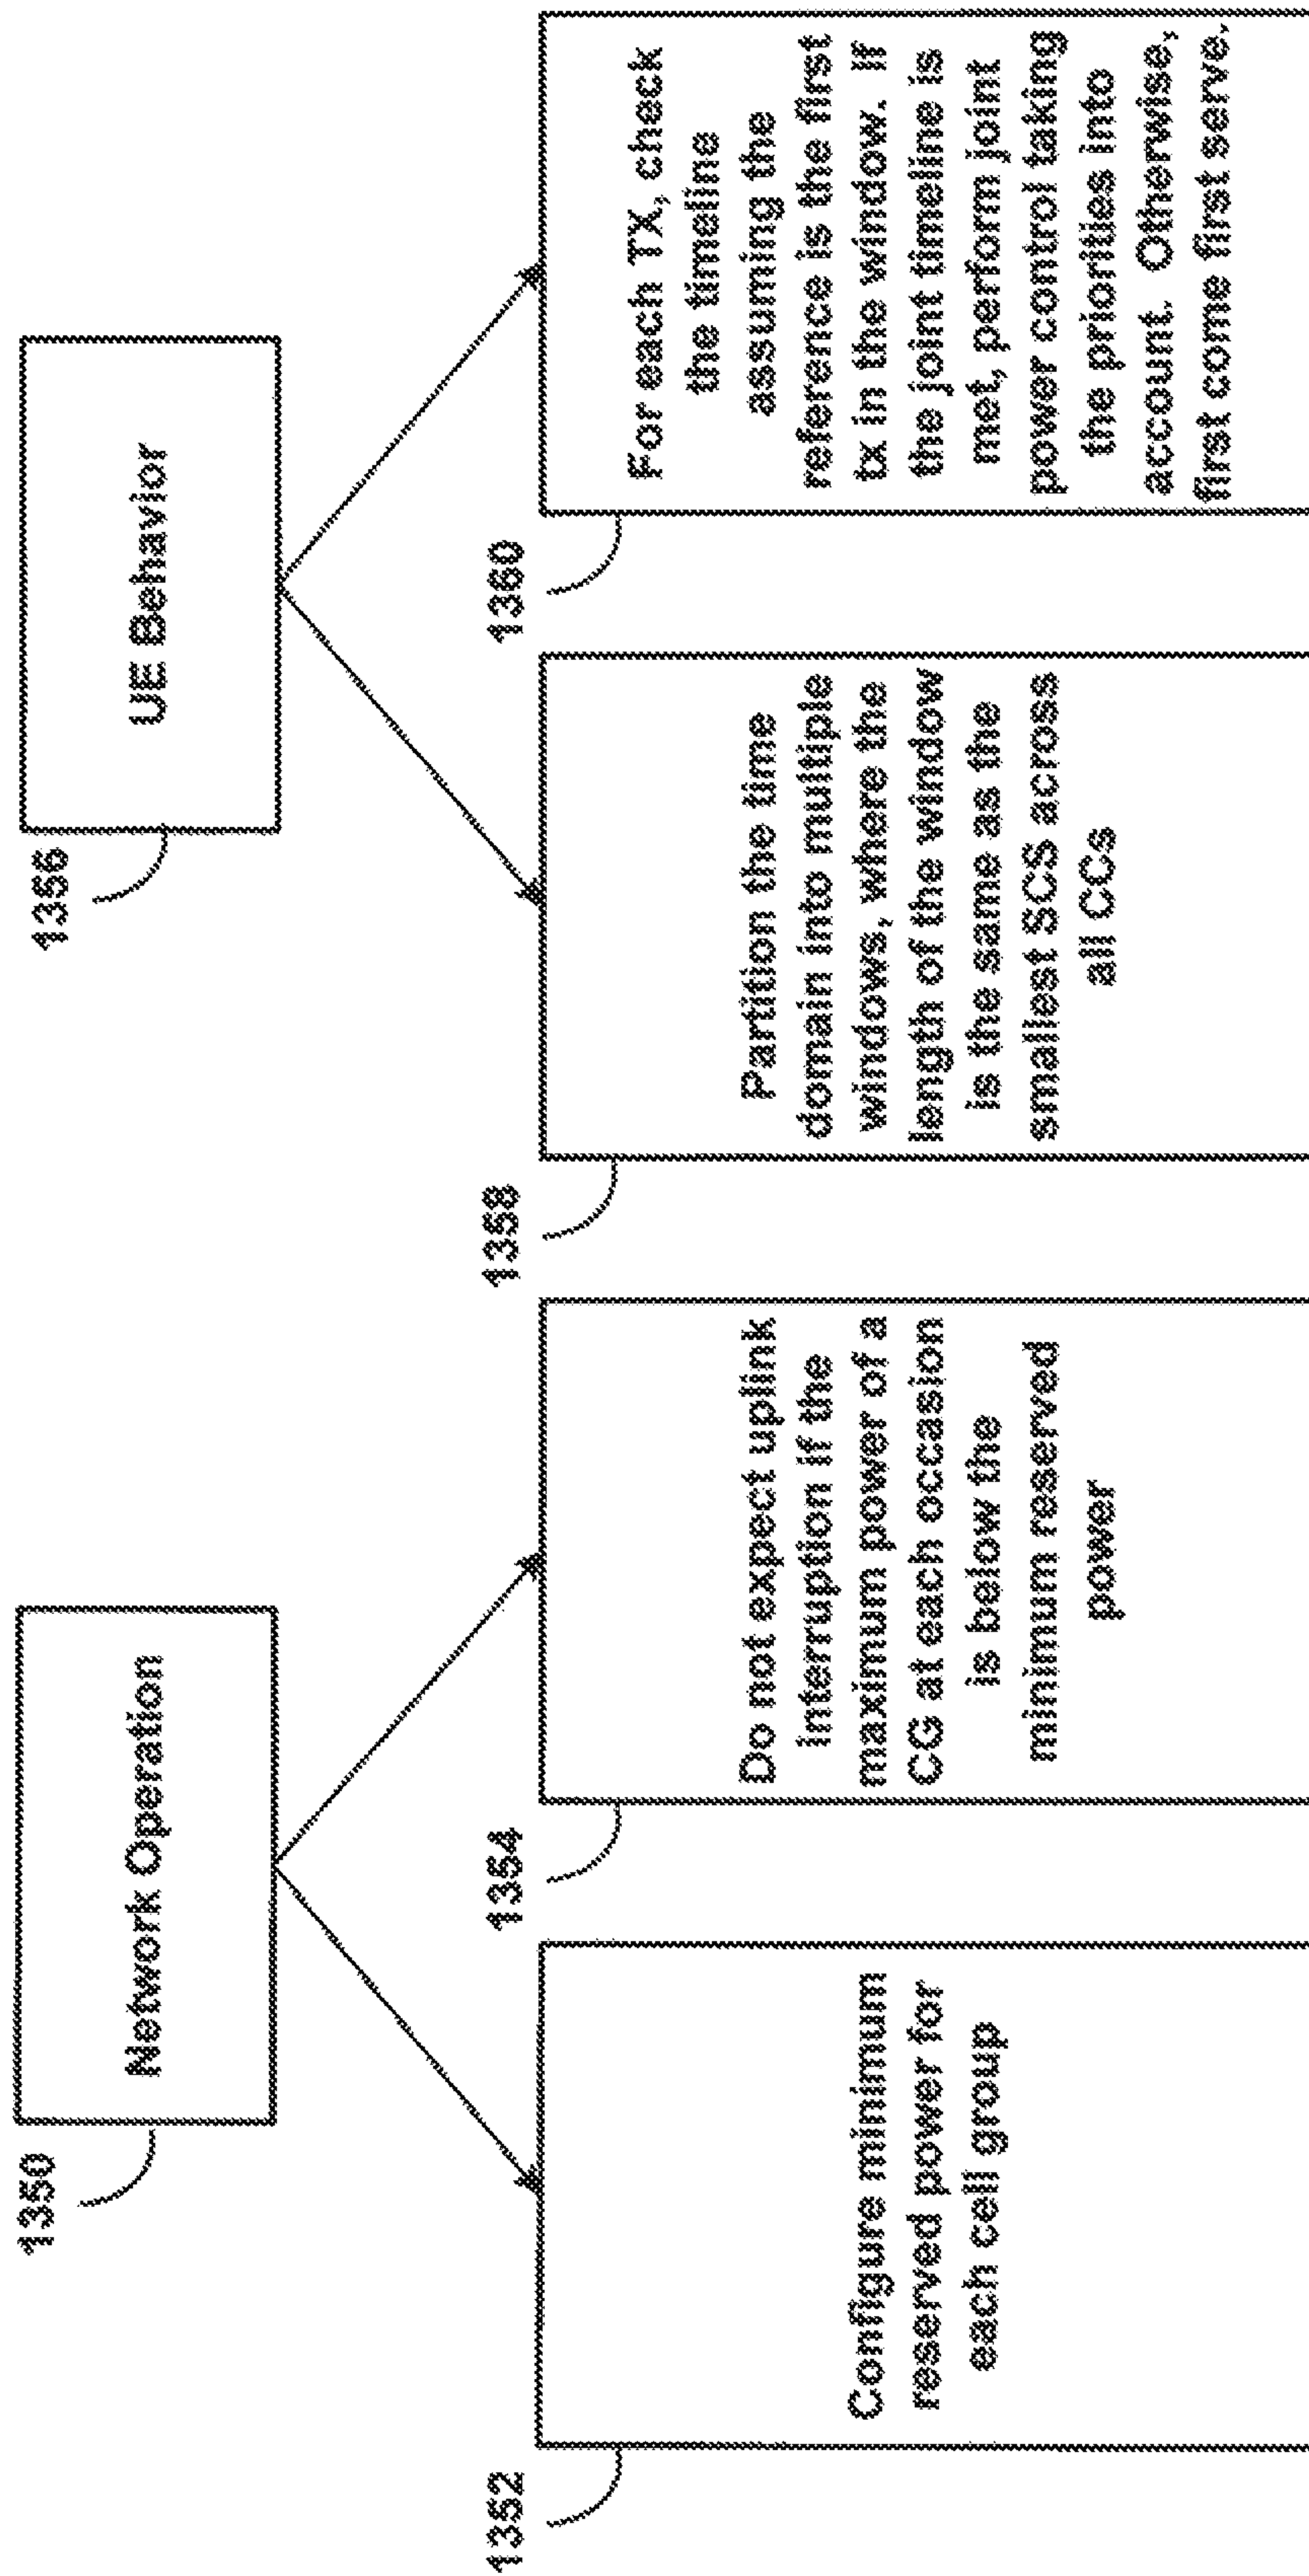 1350
Network Operation
1356
UE Behavior
1352
Configure minimum
reserved power for
each cell group
1354
Do not expect uplink
interruption if the
maximum power of a
CG at each occasion
is below the
minimum reserved
power
1358
Partition the time
domain into multiple
windows, where the
length of the window
is the same as the
smallest SCS across
all CCs
1360
For each TX, check
the timeline
assuming the
reference is the first
tx in the window. If
the joint timeline is
met, perform joint
power control taking
the priorities into
account. Otherwise,
first come first serve.